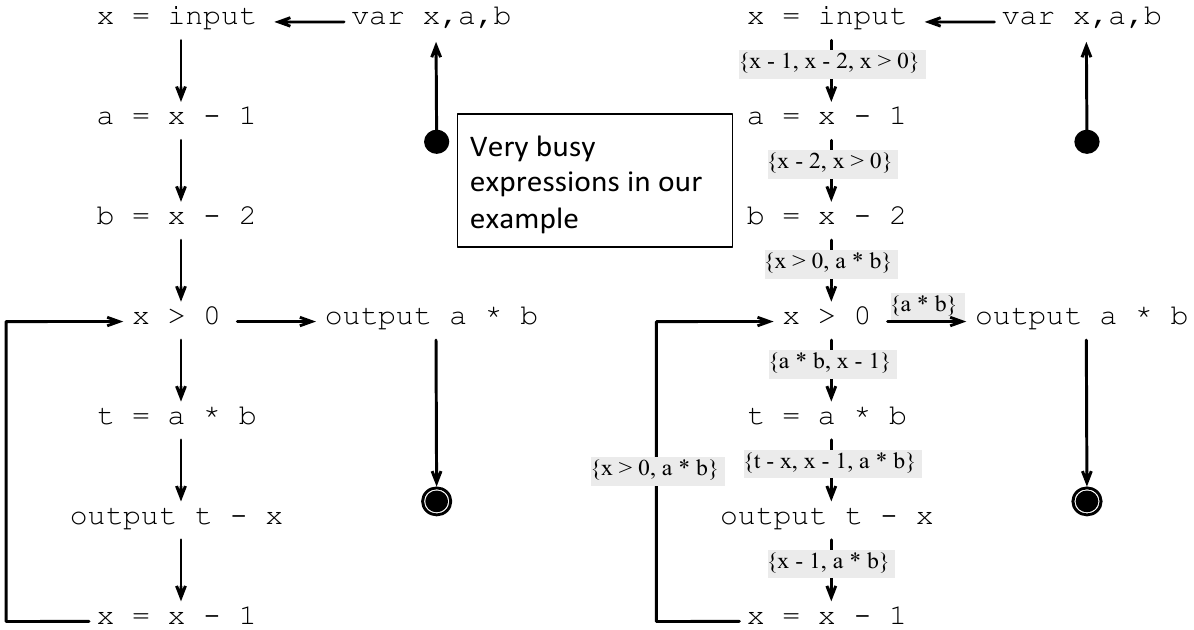 x = input
var x,a,b
a = x - 1
b = x - 2
x > 0
output a * b
t = a * b
output t - x
x = x - 1
Very busy
expressions in our
example
x = input
var x,a,b
{x - 1, x - 2, x > 0}
a = x - 1
{x - 2, x > 0}
b = x - 2
{x > 0, a * b}
x > 0
{a * b}
output a * b
{a * b, x - 1}
t = a * b
{x > 0, a * b}
{t - x, x - 1, a * b}
output t - x
{x - 1, a * b}
x = x - 1